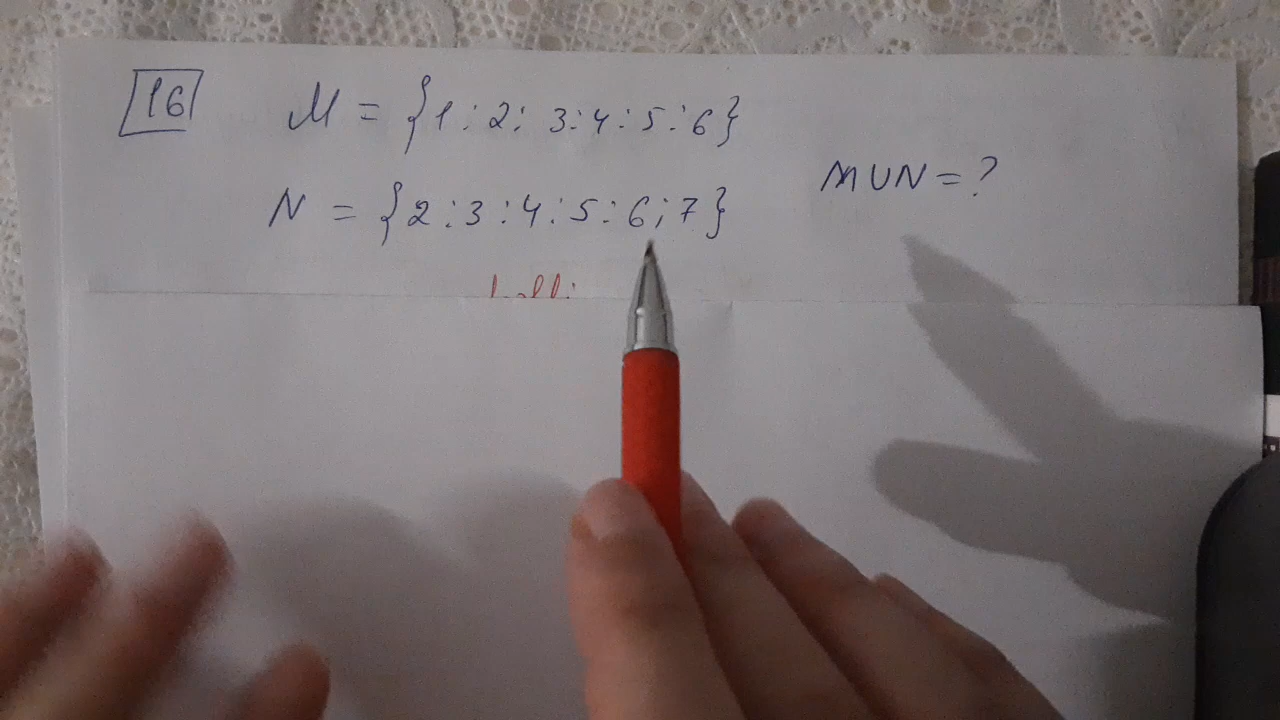 16 M = {1; 2; 3; 4; 5; 6}
M U N = ?
N = {2; 3; 4; 5; 6; 7}